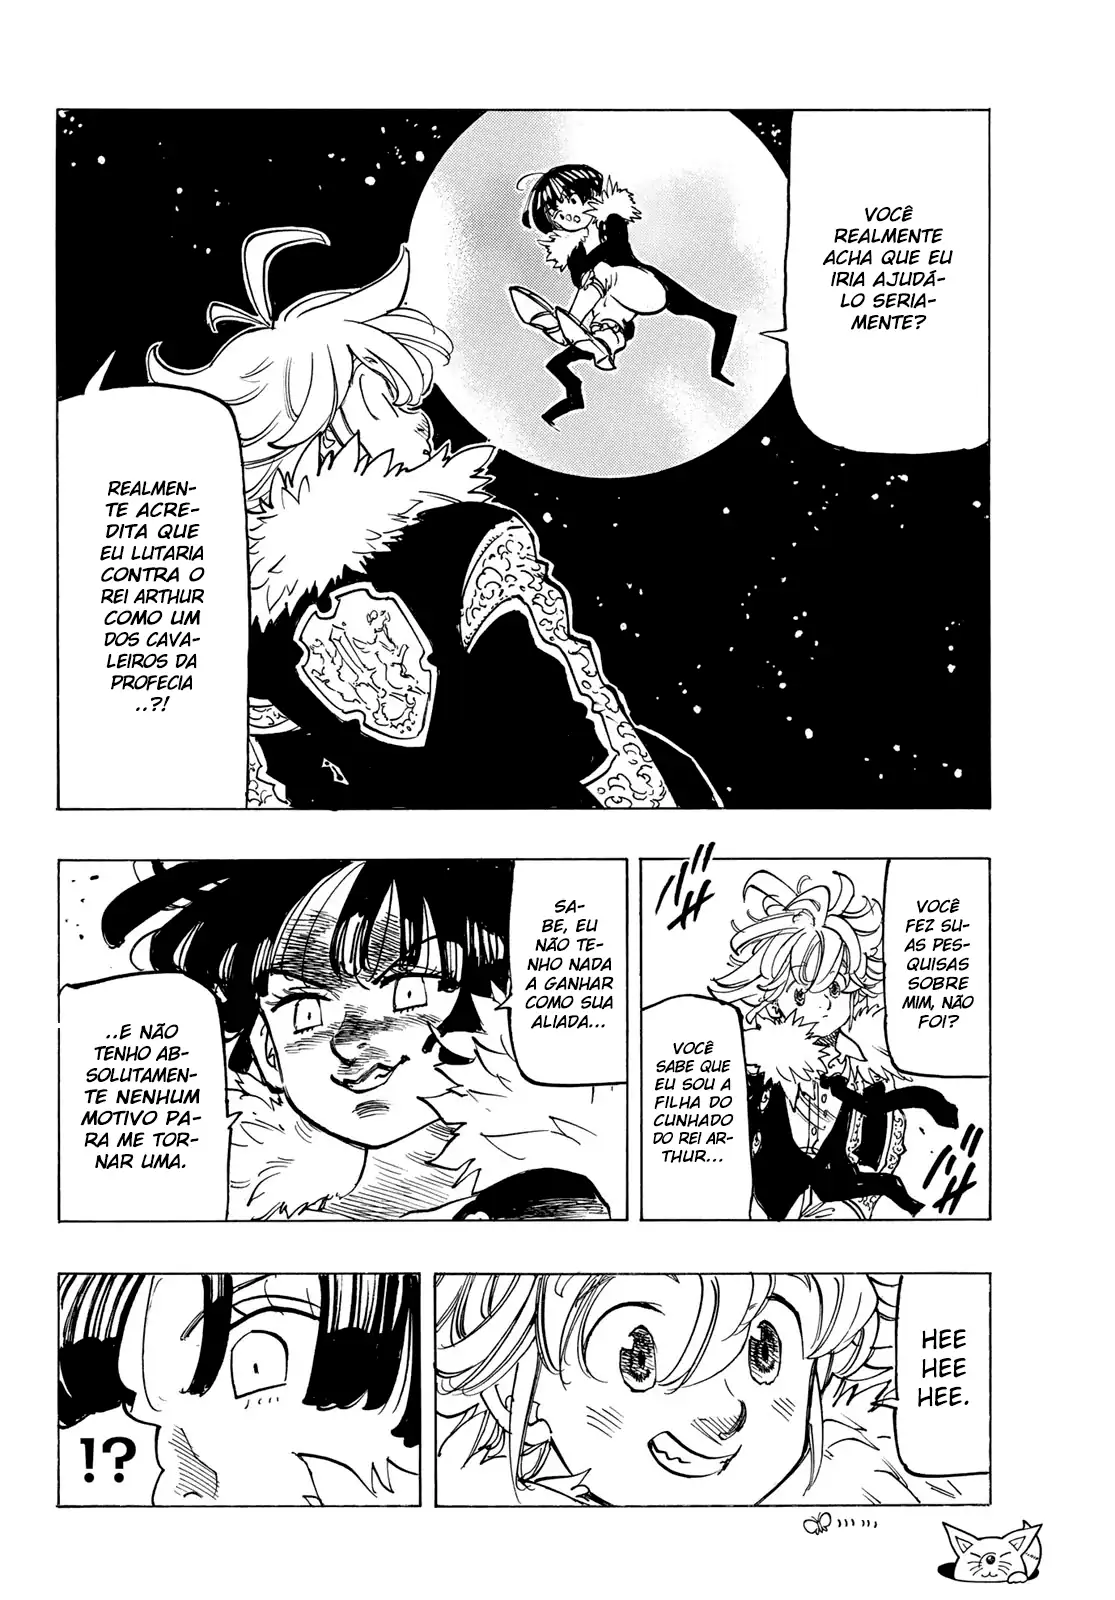 VOCÊ
REALMENTE
ACHA QUE EU
IRIA AJUDÁ-
LO SERIA-
MENTE?
REALMEN-
TE ACRE-
DITA QUE
EU LUTARIA
CONTRA O
REI ARTHUR
COMO UM
DOS CAVA-
LEIROS DA
PROFECIA
..?!
VOCÊ
FEZ SU-
AS PES-
QUISAS
SOBRE
MIM, NÃO
FOI?
VOCÊ
SABE QUE
EU SOU A
FILHA DO
CUNHADO
DO REI AR-
THUR...
SA-
BE, EU
NÃO TE-
NHO NADA
A GANHAR
COMO SUA
ALIADA...
..E NÃO
TENHO AB-
SOLUTAMEN-
TE NENHUM
MOTIVO PA-
RA ME TOR-
NAR UMA.
HEE
HEE
HEE.
!?